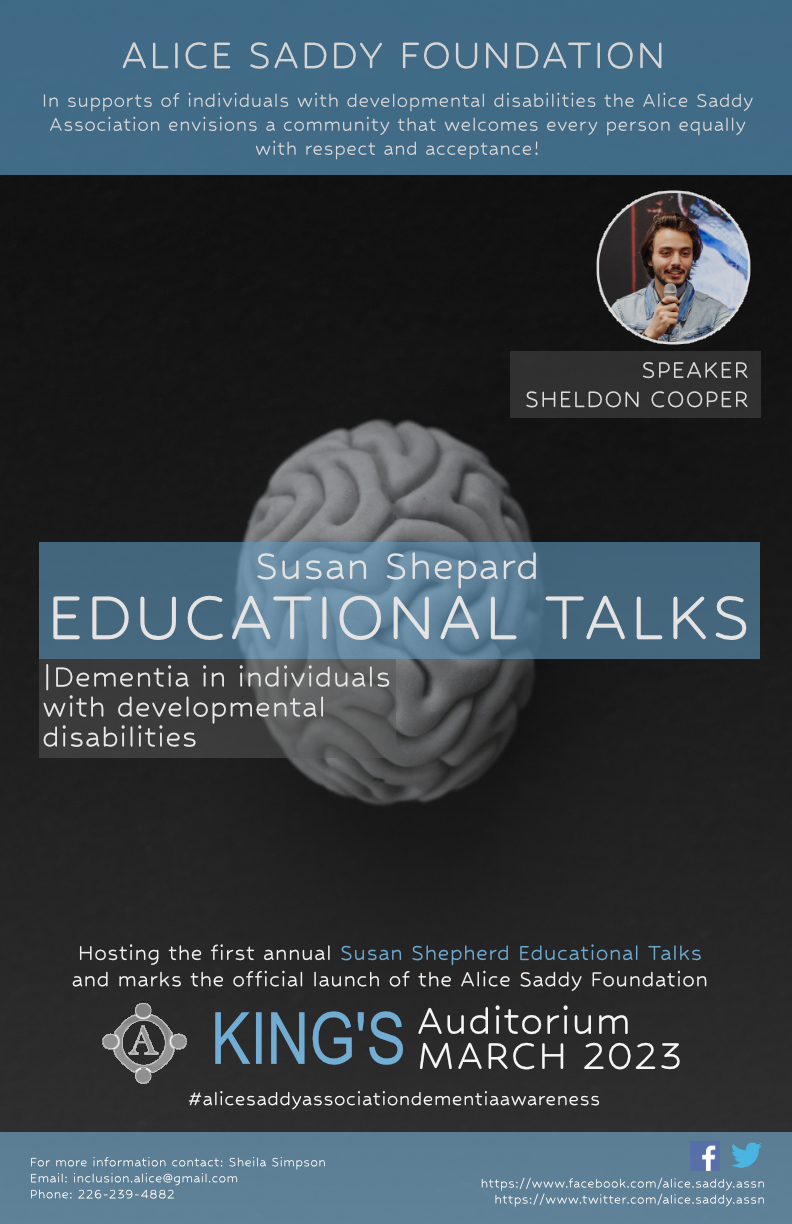 ALICE SADDY FOUNDATION
In supports of individuals with developmental disabilities the Alice Saddy
Association envisions a community that welcomes every person equally
with respect and acceptance!
SPEAKER
SHELDON COOPER
Susan Shepard
EDUCATIONAL TALKS
|Dementia in individuals
with developmental
disabilities
Hosting the first annual Susan Shepherd Educational Talks
and marks the official launch of the Alice Saddy Foundation
A
KING'S Auditorium
MARCH 2023
#alicesaddyassociationdementiaawareness
For more information contact: Sheila Simpson
Email: inclusion.alice@gmail.com
Phone: 226-239-4882
f
https://www.facebook.com/alice.saddy.assn
https://www.twitter.com/alice.saddy.assn